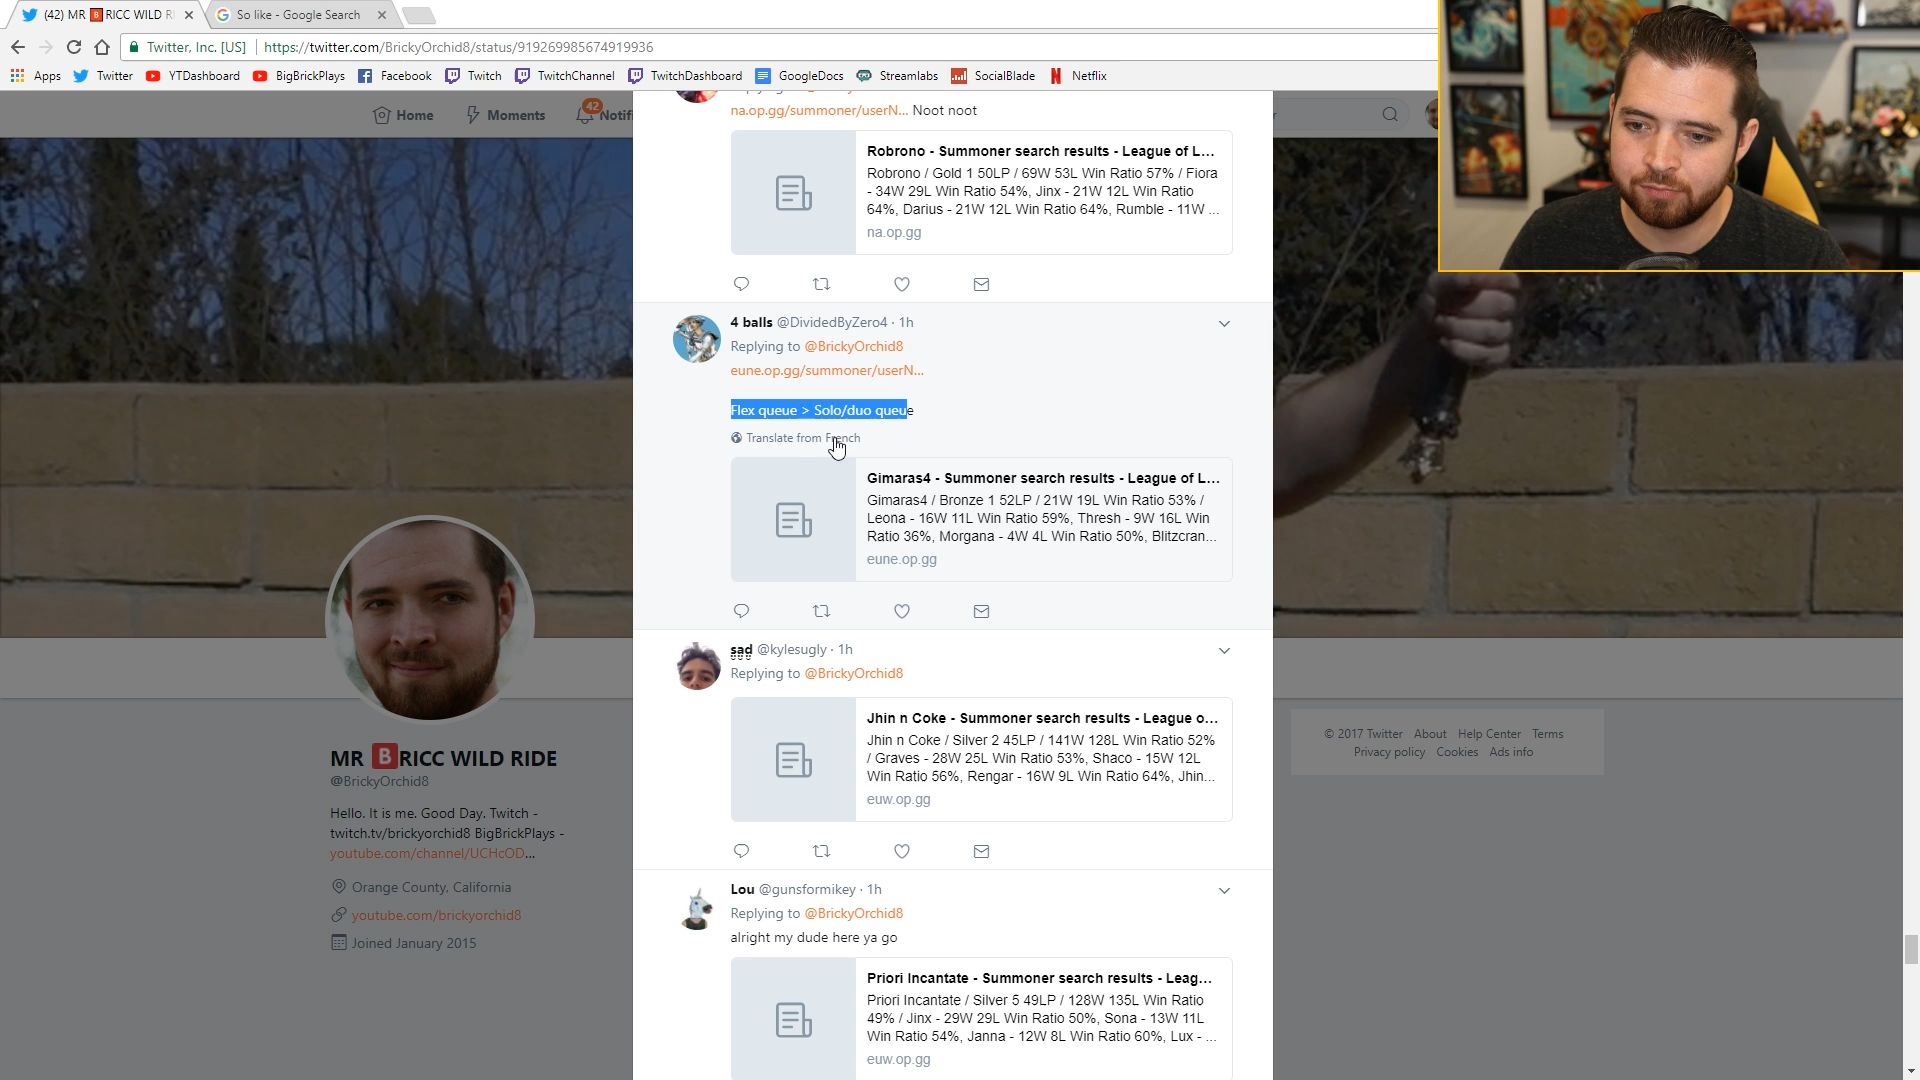 (42) MR B RICC WILD R
So like - Google Search
Twitter, Inc. [US]
https://twitter.com/BrickyOrchid8/status/919269985674919936
Apps
Twitter
YTDashboard
BigBrickPlays
Facebook
Twitch
TwitchChannel
TwitchDashboard
GoogleDocs
Streamlabs
SocialBlade
Netflix
Home
Moments
42
Notifi
na.op.gg/summoner/userN... Noot noot
Robrono - Summoner search results - League of L...
Robrono / Gold 1 50LP / 69W 53L Win Ratio 57% / Fiora
- 34W 29L Win Ratio 54%, Jinx - 21W 12L Win Ratio
64%, Darius - 21W 12L Win Ratio 64%, Rumble - 11W ...
na.op.gg
4 balls @DividedByZero4 · 1h
Replying to @BrickyOrchid8
eune.op.gg/summoner/userN...
Flex queue > Solo/duo queue
Translate from French
Gimaras4 - Summoner search results - League of L...
Gimaras4 / Bronze 1 52LP / 21W 19L Win Ratio 53% /
Leona - 16W 11L Win Ratio 59%, Thresh - 9W 16L Win
Ratio 36%, Morgana - 4W 4L Win Ratio 50%, Blitzcran...
eune.op.gg
sad @kylesugly · 1h
Replying to @BrickyOrchid8
Jhin n Coke - Summoner search results - League o...
Jhin n Coke / Silver 2 45LP / 141W 128L Win Ratio 52%
/ Graves - 28W 25L Win Ratio 53%, Shaco - 15W 12L
Win Ratio 56%, Rengar - 16W 9L Win Ratio 64%, Jhin...
euw.op.gg
Lou @gunsformikey · 1h
Replying to @BrickyOrchid8
alright my dude here ya go
Priori Incantate - Summoner search results - Leag...
Priori Incantate / Silver 5 49LP / 128W 135L Win Ratio
49% / Jinx - 29W 29L Win Ratio 50%, Sona - 13W 11L
Win Ratio 54%, Janna - 12W 8L Win Ratio 60%, Lux - ...
euw.op.gg
MR B RICC WILD RIDE
@BrickyOrchid8
Hello. It is me. Good Day. Twitch -
twitch.tv/brickyorchid8 BigBrickPlays -
youtube.com/channel/UCHcOD...
Orange County, California
youtube.com/brickyorchid8
Joined January 2015
© 2017 Twitter About Help Center Terms
Privacy policy Cookies Ads info